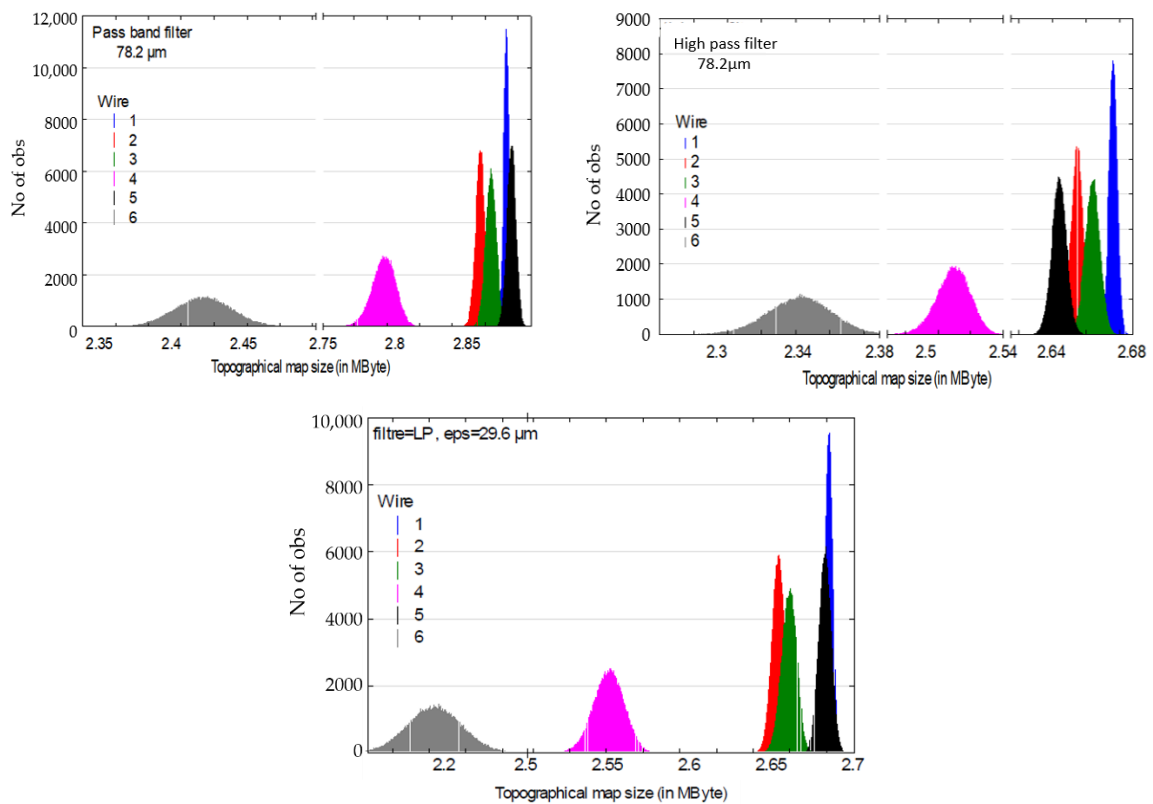 12,000
10,000
8000
6000
4000
2000
0
No of obs
Pass band filter
78.2 µm
Wire
1
2
3
4
5
6
2.35 2.4 2.45 2.75 2.8 2.85
Topographical map size (in MByte)
9000
8000
7000
6000
5000
4000
3000
2000
1000
0
No of obs
High pass filter
78.2µm
Wire
1
2
3
4
5
6
2.3 2.34 2.38 2.5 2.54 2.64 2.68
Topographical map size (in MByte)
10,000
8000
6000
4000
2000
0
No of obs
filtre=LP, eps=29.6 µm
Wire
1
2
3
4
5
6
2.2 2.5 2.55 2.6 2.65 2.7
Topographical map size (in MByte)